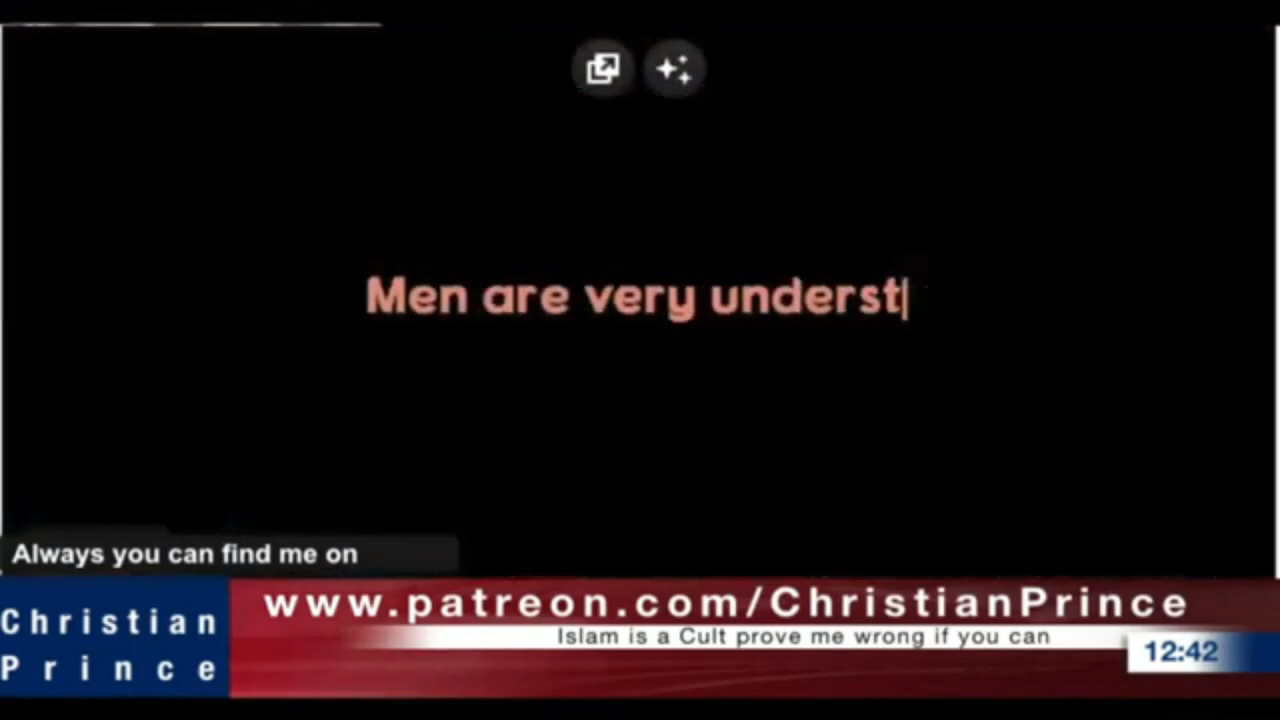 Men are very underst
Always you can find me on
www.patreon.com/ChristianPrince
Islam is a Cult prove me wrong if you can
Christian
Prince
12:42